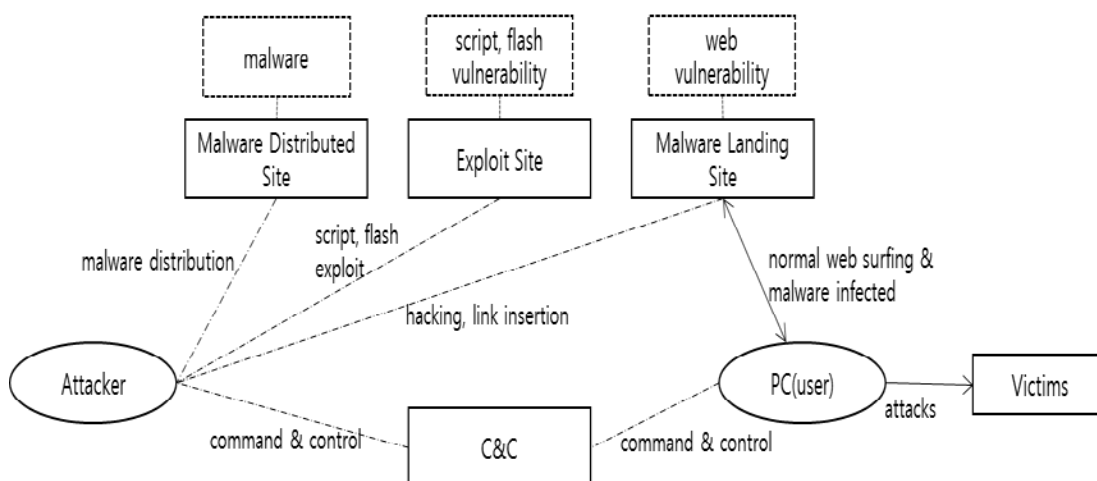 malware
script, flash
vulnerability
web
vulnerability
Malware Distributed
Site
Exploit Site
Malware Landing
Site
malware distribution
script, flash
exploit
hacking, link insertion
normal web surfing &
malware infected
Attacker
PC(user)
attacks
Victims
command & control
C&C
command & control